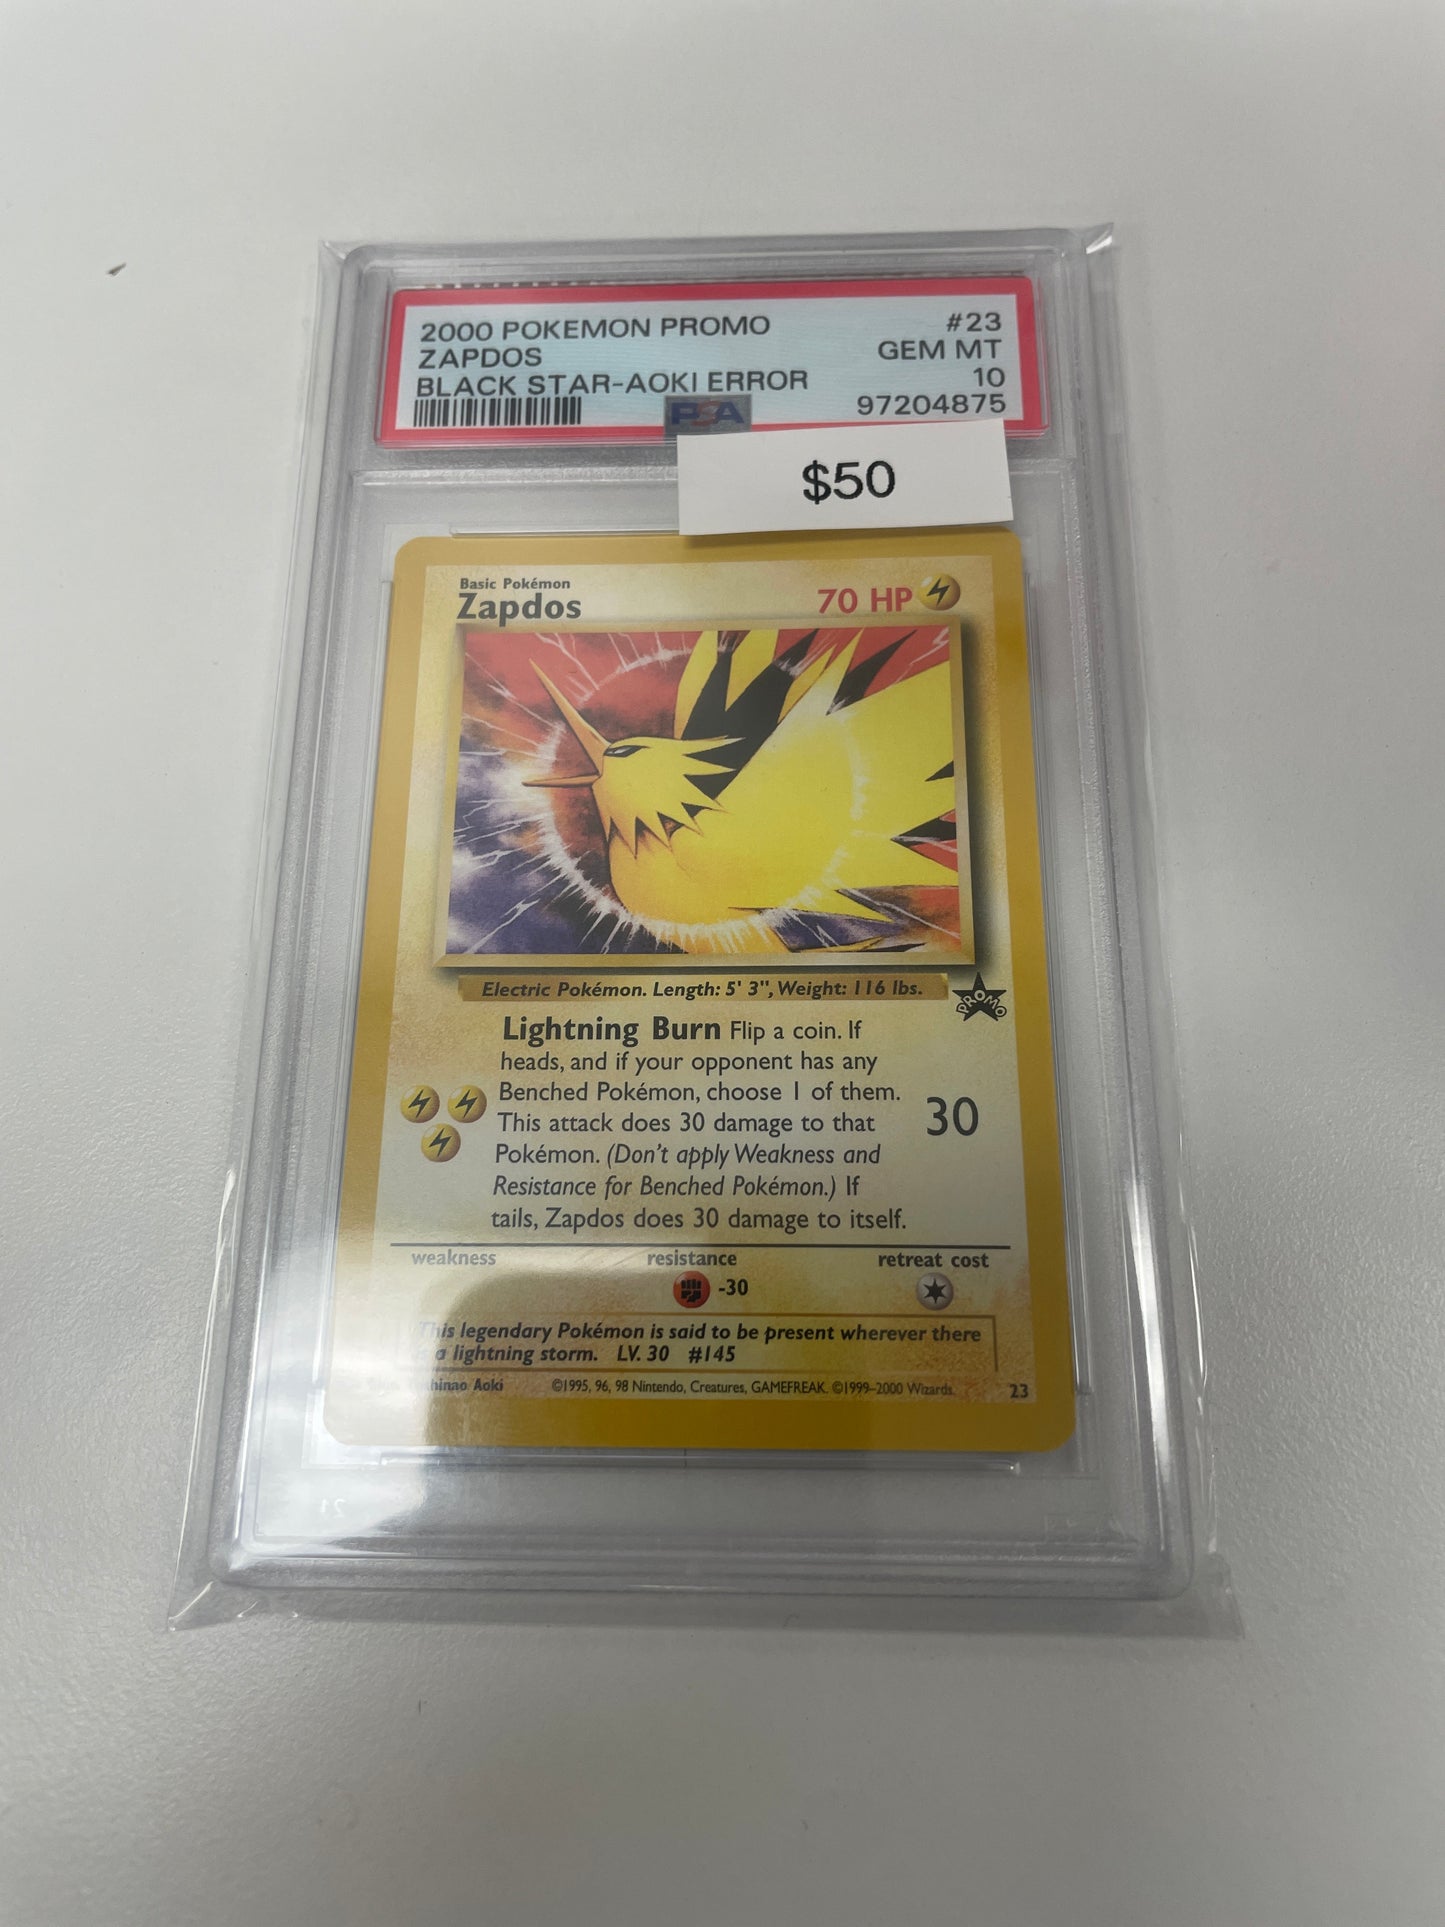 2000 POKEMON PROMO #23
ZAPDOS GEM MT
BLACK STAR-AOKI ERROR 10
PSA 97204875
$50
Basic Pokémon
Zapdos 70 HP
Electric Pokémon. Length: 5' 3", Weight: 116 lbs.
PROMO
Lightning Burn Flip a coin. If
heads, and if your opponent has any
Benched Pokémon, choose 1 of them.
This attack does 30 damage to that
Pokémon. (Don't apply Weakness and
Resistance for Benched Pokémon.) If
tails, Zapdos does 30 damage to itself.
30
weakness resistance retreat cost
-30
This legendary Pokémon is said to be present wherever there
a lightning storm. LV. 30 #145
Aoki ©1995, 96, 98 Nintendo, Creatures, GAMEFREAK. ©1999-2000 Wizards. 23